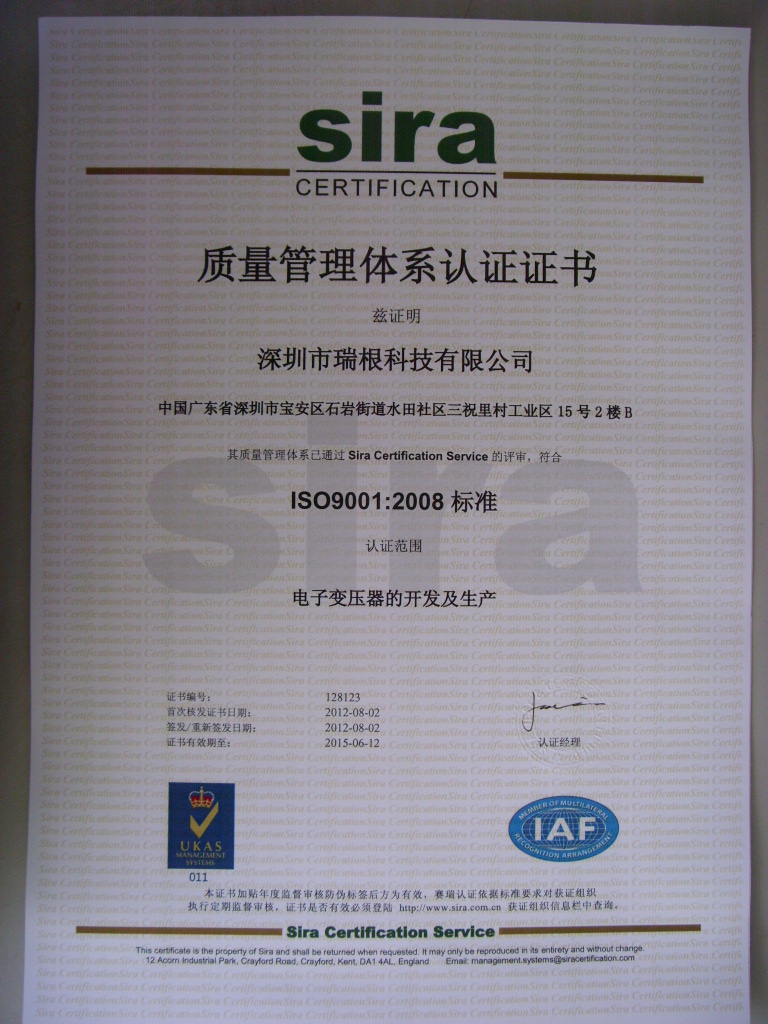 sira
CERTIFICATION
质量管理体系认证证书
兹证明
深圳市瑞根科技有限公司
中国广东省深圳市宝安区石岩街道水田社区三祝里村工业区 15 号 2 楼 B
其质量管理体系已通过 Sira Certification Service 的评审，符合
ISO9001:2008 标准
认证范围
电子变压器的开发及生产
证书编号： 128123
首次核发证书日期： 2012-08-02
签发/重新签发日期： 2012-08-02
证书有效期至： 2015-06-12
认证经理
UKAS
MANAGEMENT
SYSTEMS
011
MEMBER OF MULTILATERAL
IAF
RECOGNITION ARRANGEMENT
本证书加贴年度监督审核防伪标签后方为有效，赛瑞认证依据标准要求对获证组织
执行定期监督审核，证书是否有效必须登陆 http://www.sira.com.cn 获证组织信息栏中查询。
Sira Certification Service
This certificate is the property of Sira and shall be returned when requested. It may only be reproduced in its entirety and without change.
12 Acorn Industrial Park, Crayford Road, Crayford, Kent, DA1 4AL, England Email: management.systems@siracertification.com